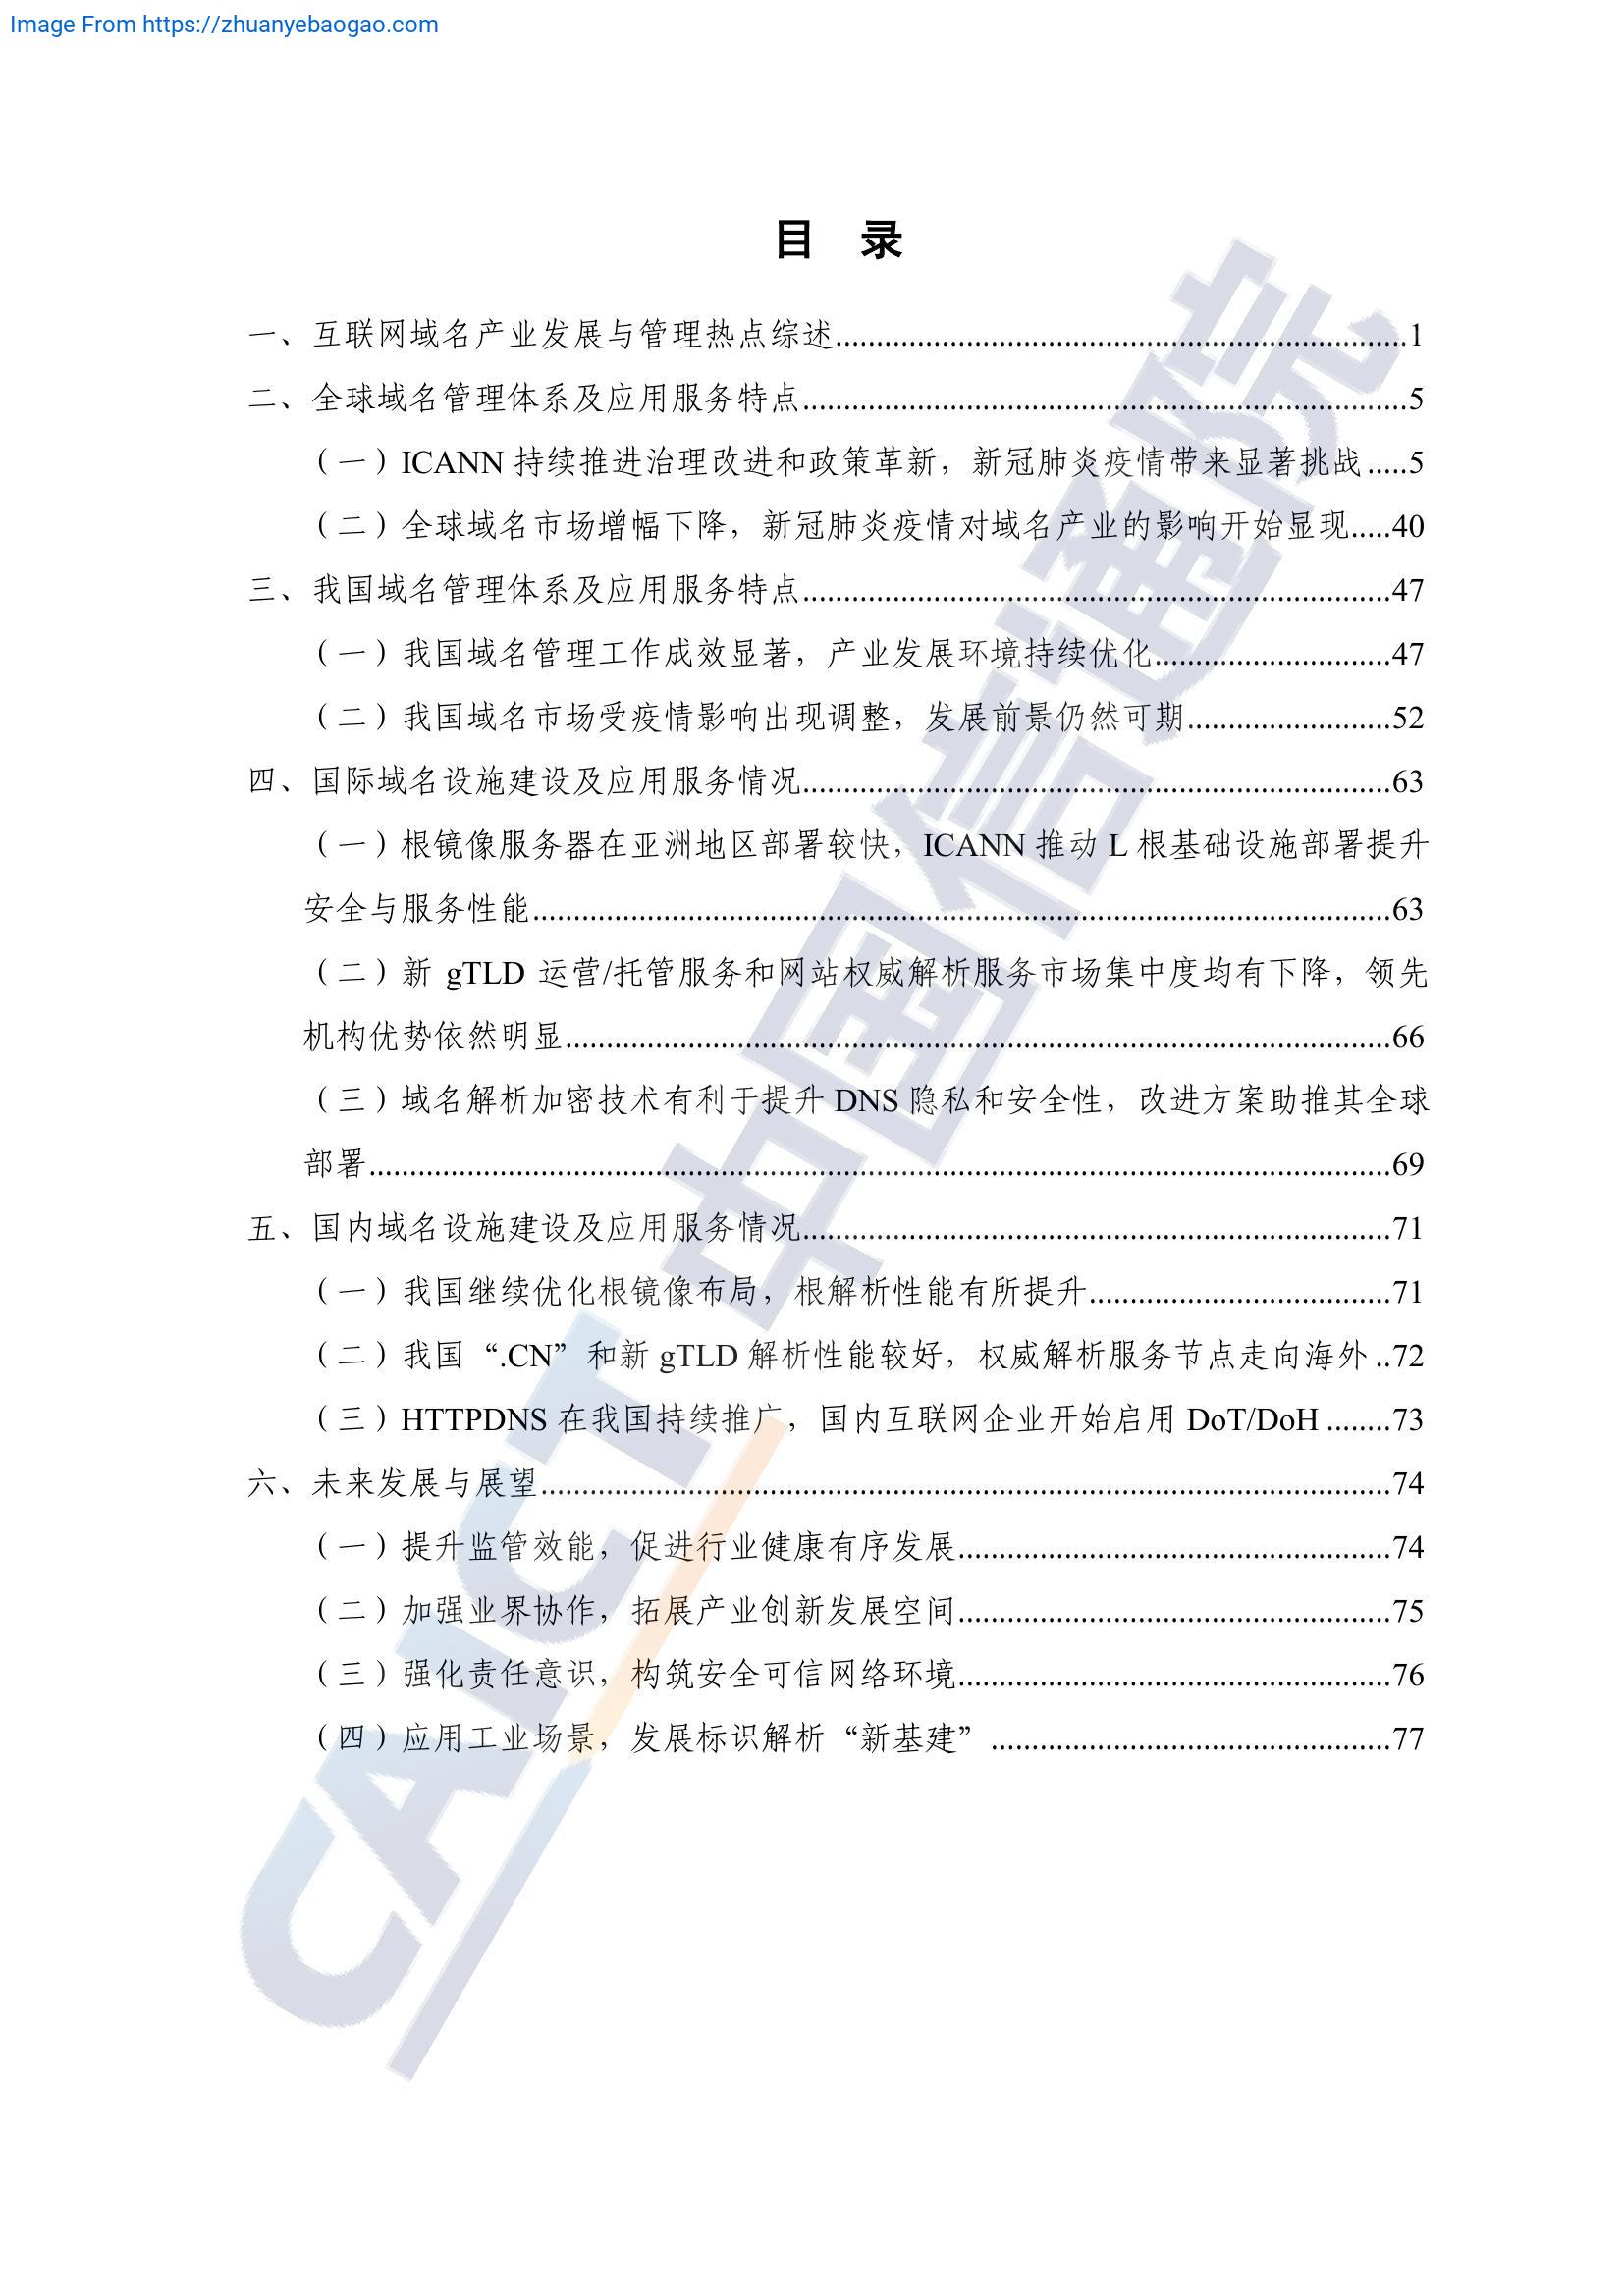 Image From https://zhuanyebaogao.com
目 录
一、互联网域名产业发展与管理热点综述......1
二、全球域名管理体系及应用服务特点......5
（一）ICANN 持续推进治理改进和政策革新，新冠肺炎疫情带来显著挑战.....5
（二）全球域名市场增幅下降，新冠肺炎疫情对域名产业的影响开始显现.....40
三、我国域名管理体系及应用服务特点......47
（一）我国域名管理工作成效显著，产业发展环境持续优化......47
（二）我国域名市场受疫情影响出现调整，发展前景仍然可期......52
四、国际域名设施建设及应用服务情况......63
（一）根镜像服务器在亚洲地区部署较快，ICANN 推动 L 根基础设施部署提升
安全与服务性能......63
（二）新 gTLD 运营/托管服务和网站权威解析服务市场集中度均有下降，领先
机构优势依然明显......66
（三）域名解析加密技术有利于提升 DNS 隐私和安全性，改进方案助推其全球
部署......69
五、国内域名设施建设及应用服务情况......71
（一）我国继续优化根镜像布局，根解析性能有所提升......71
（二）我国“.CN”和新 gTLD 解析性能较好，权威解析服务节点走向海外..72
（三）HTTPDNS 在我国持续推广，国内互联网企业开始启用 DoT/DoH ........73
六、未来发展与展望......74
（一）提升监管效能，促进行业健康有序发展......74
（二）加强业界协作，拓展产业创新发展空间......75
（三）强化责任意识，构筑安全可信网络环境......76
（四）应用工业场景，发展标识解析“新基建”......77
CAICT 中国信通院